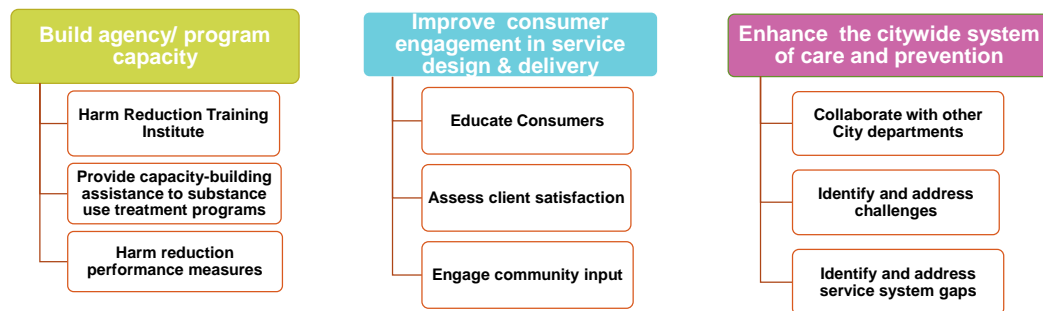 Build agency/ program
capacity
Harm Reduction Training
Institute
Provide capacity-building
assistance to substance
use treatment programs
Harm reduction
performance measures
Improve consumer
engagement in service
design & delivery
Educate Consumers
Assess client satisfaction
Engage community input
Enhance the citywide system
of care and prevention
Collaborate with other
City departments
Identify and address
challenges
Identify and address
service system gaps